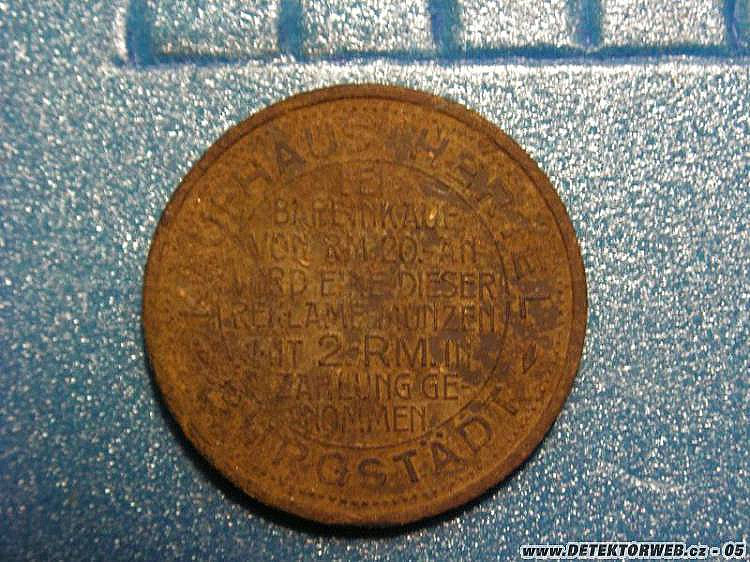 KAUFHAUS HERTEL
BEI
BAREINKAUF
VON RM. 20.- AN
WIRD EINE DIESER
REKLAME-MÜNZEN
MIT 2.- RM. IN
ZAHLUNG GE-
NOMMEN.
BURGSTÄDT
www.DETEKTORWEB.cz - 05